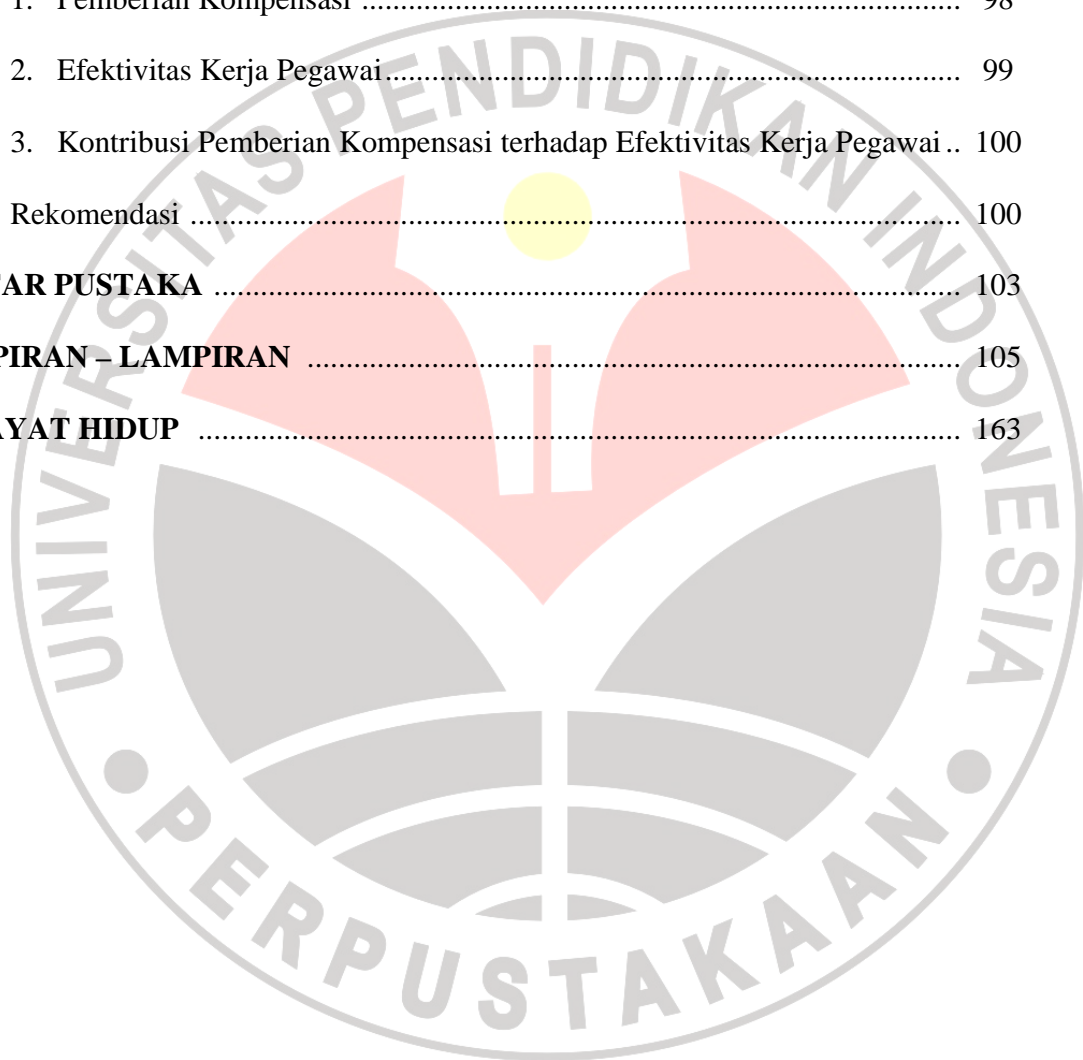 1. Pemberian Kompensasi ........................................................................... 98
2. Efektivitas Kerja Pegawai ........................................................................ 99
3. Kontribusi Pemberian Kompensasi terhadap Efektivitas Kerja Pegawai .. 100
Rekomendasi ................................................................................................ 100
TAR PUSTAKA ............................................................................................. 103
PIRAN – LAMPIRAN ................................................................................. 105
AYAT HIDUP ............................................................................................... 163
UNIVERSITAS PENDIDIKAN INDONESIA
PERPUSTAKAAN